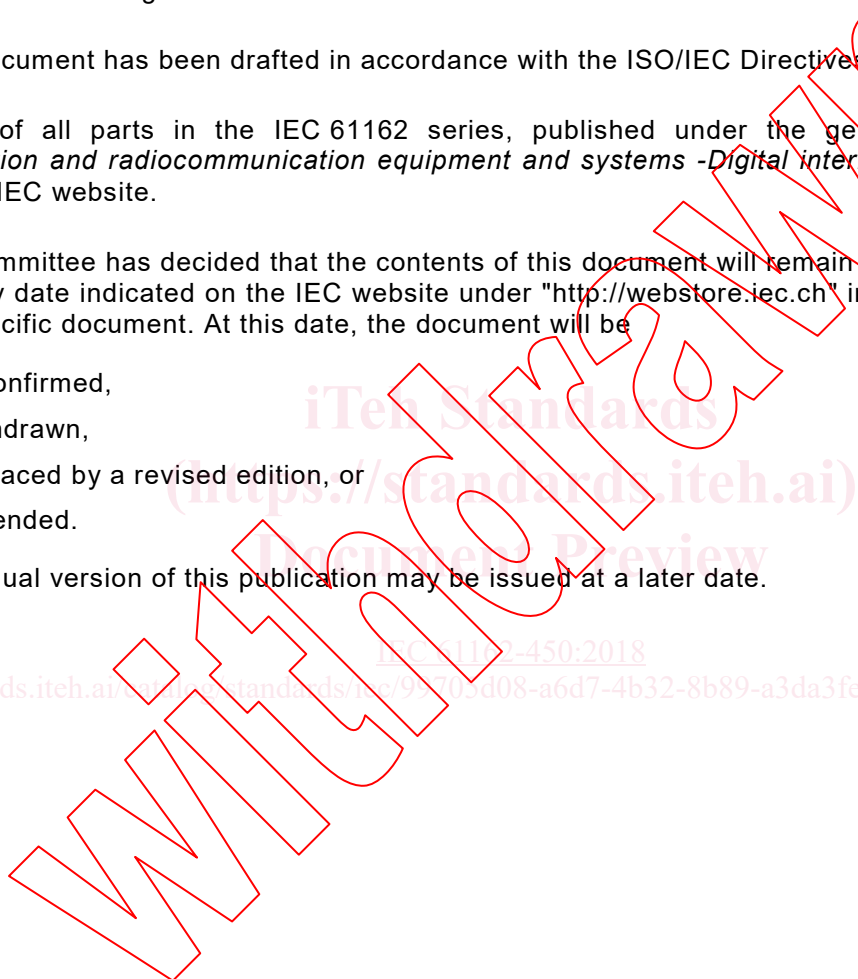 cument has been drafted in accordance with the ISO/IEC Directives
of all parts in the IEC 61162 series, published under the ge
ion and radiocommunication equipment and systems -Digital inter
IEC website.
mmittee has decided that the contents of this document will remain
y date indicated on the IEC website under "http://webstore.iec.ch" in
cific document. At this date, the document will be
onfirmed,
ndrawn,
aced by a revised edition, or
ended.
ual version of this publication may be issued at a later date.
iTeh Standards
(https://standards.iteh.ai)
Document Preview
IEC 61162-450:2018
ds.iteh.ai/catalog/standards/iec/99705d08-a6d7-4b32-8b89-a3da3fe
withdrawn